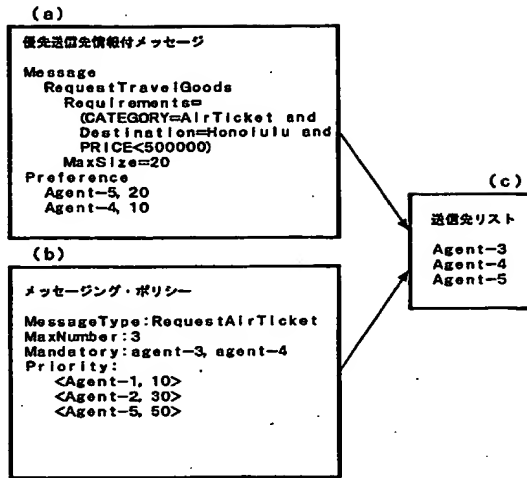 (a)
優先送信先情報付メッセージ
Message
RequestTravelGoods
Requirements=
(CATEGORY=AirTicket and
Destination=Honolulu and
PRICE<500000)
MaxSize=20
Preference
Agent-5, 20
Agent-4, 10
(b)
メッセージング・ポリシー
MessageType:RequestAirTicket
MaxNumber:3
Mandatory:agent-3, agent-4
Priority:
<Agent-1, 10>
<Agent-2, 30>
<Agent-5, 50>
(c)
送信先リスト
Agent-3
Agent-4
Agent-5